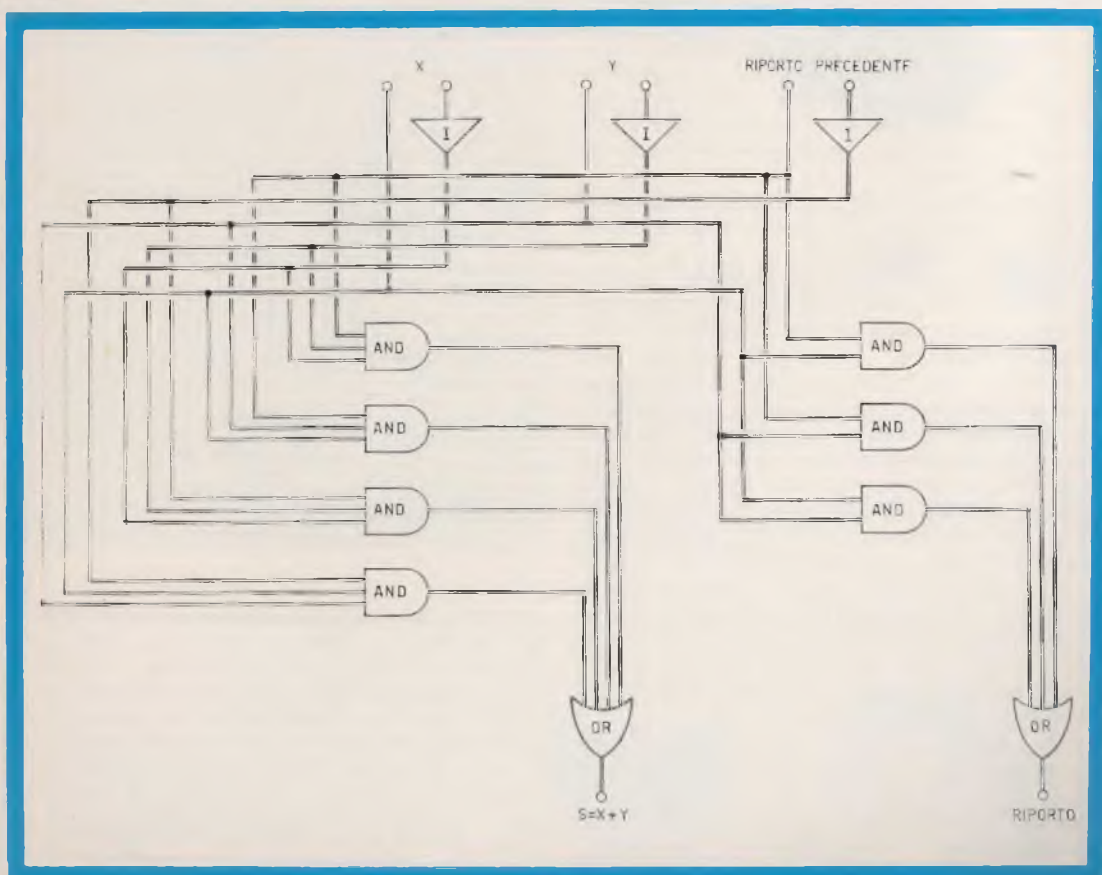 X Y RIPORTO PRECEDENTE
I I I
AND AND
AND AND
AND AND
AND
OR OR
S=X+Y RIPORTO